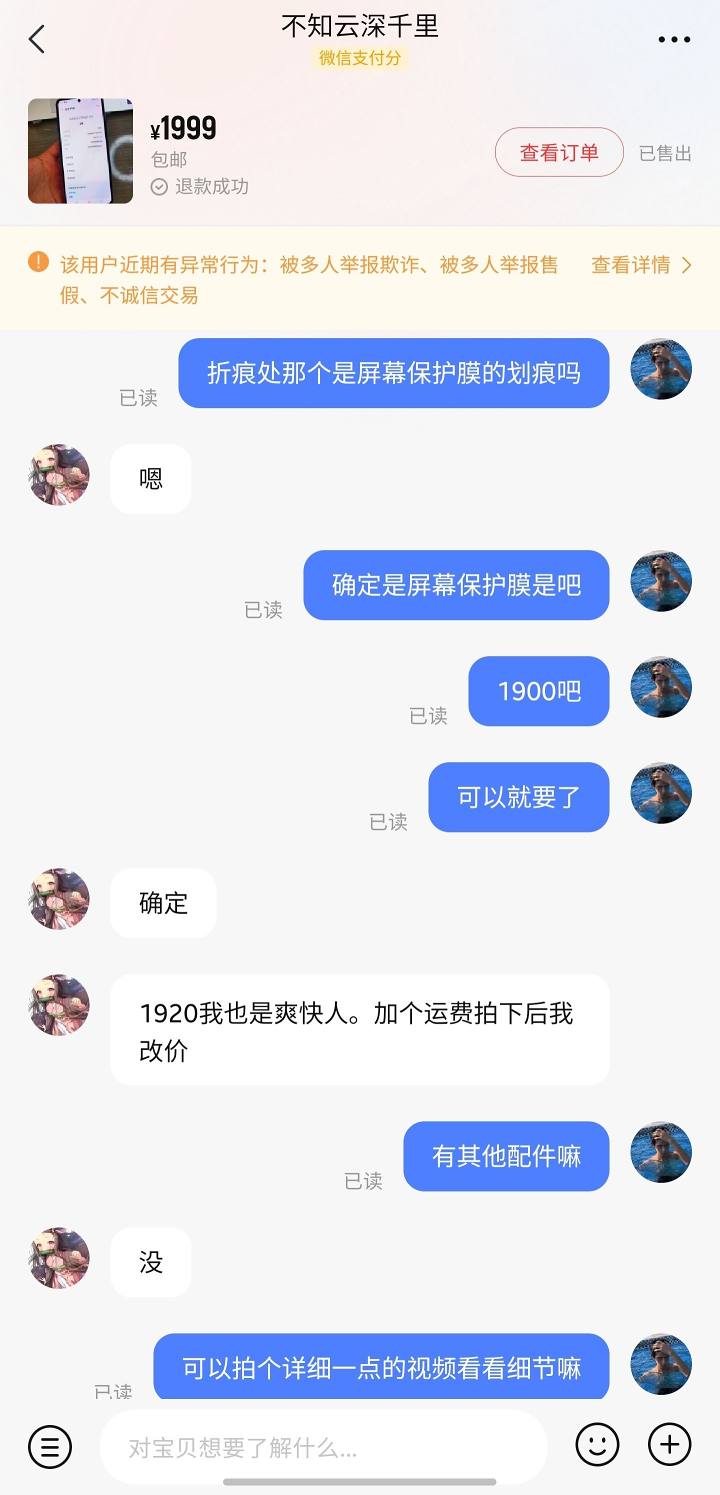 不知云深千里
微信支付分
¥1999
包邮
退款成功
查看订单
已售出
该用户近期有异常行为：被多人举报欺诈、被多人举报售
假、不诚信交易
查看详情
折痕处那个是屏幕保护膜的划痕吗
已读
嗯
确定是屏幕保护膜是吧
已读
1900吧
已读
可以就要了
已读
确定
1920我也是爽快人。加个运费拍下后我
改价
有其他配件嘛
已读
没
可以拍个详细一点的视频看看细节嘛
已读
对宝贝想要了解什么...